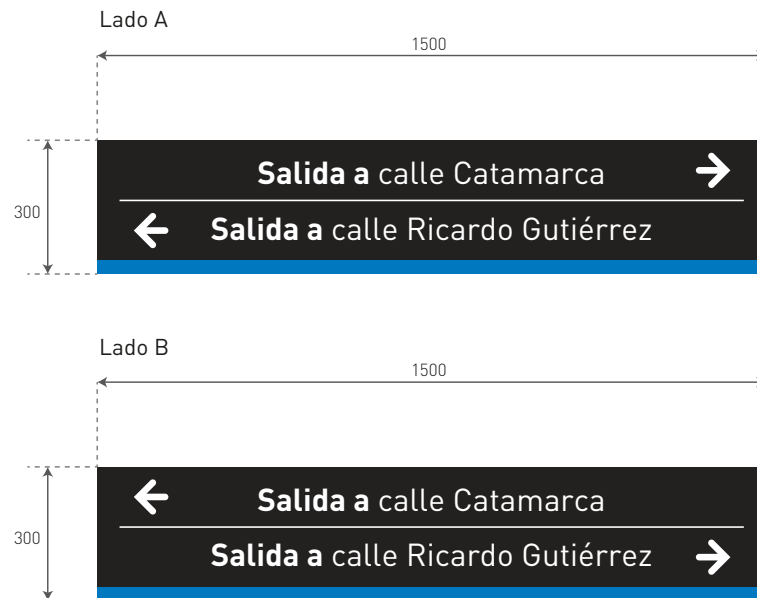 Lado A
1500
300
Salida a calle Catamarca
Salida a calle Ricardo Gutiérrez
Lado B
1500
300
Salida a calle Catamarca
Salida a calle Ricardo Gutiérrez